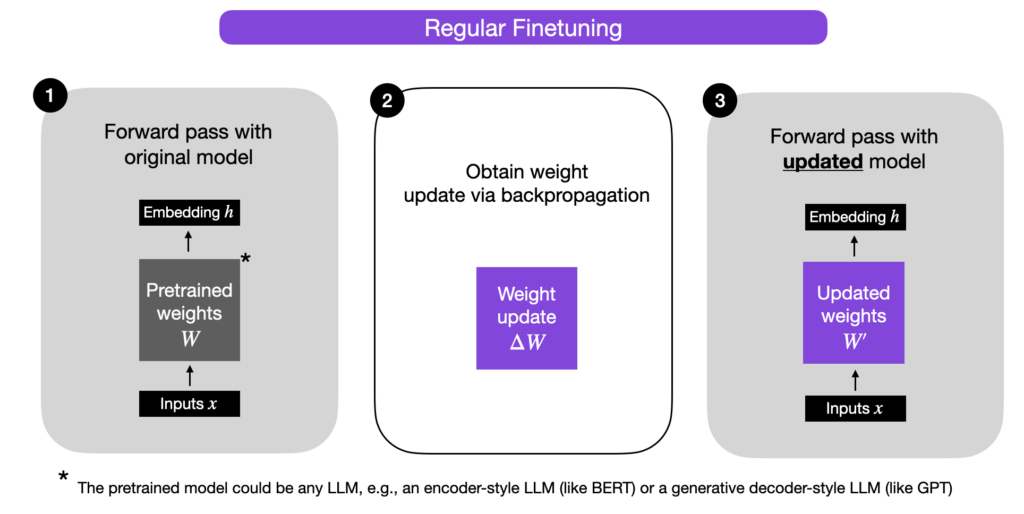 Regular Finetuning
1
Forward pass with
original model
Embedding h
*
Pretrained
weights
W
Inputs x
2
Obtain weight
update via backpropagation
Weight
update
ΔW
3
Forward pass with
updated model
Embedding h
Updated
weights
W′
Inputs x
* The pretrained model could be any LLM, e.g., an encoder-style LLM (like BERT) or a generative decoder-style LLM (like GPT)